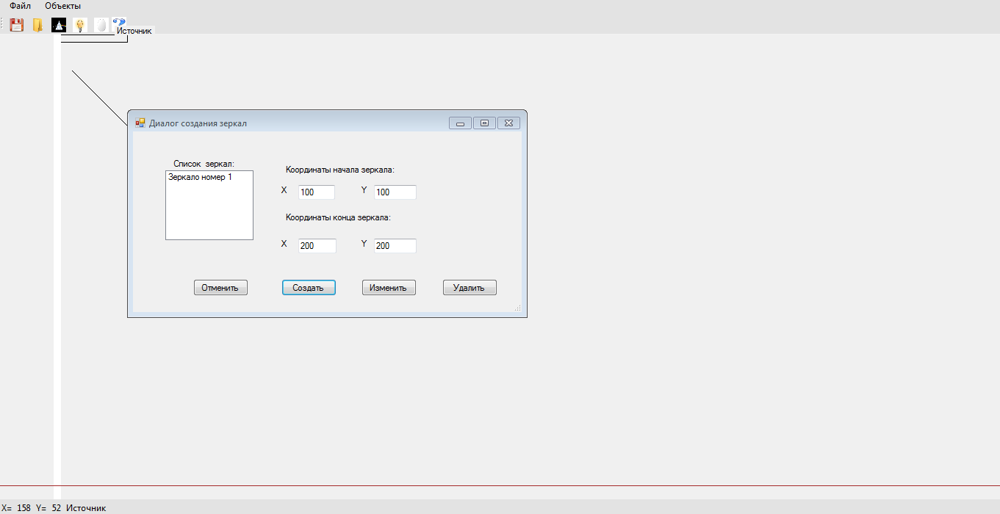 Файл Объекты
Источник
Диалог создания зеркал
Список зеркал:
Зеркало номер 1
Координаты начала зеркала:
X 100 Y 100
Координаты конца зеркала:
X 200 Y 200
Отменить Создать Изменить Удалить
X= 158 Y= 52 Источник